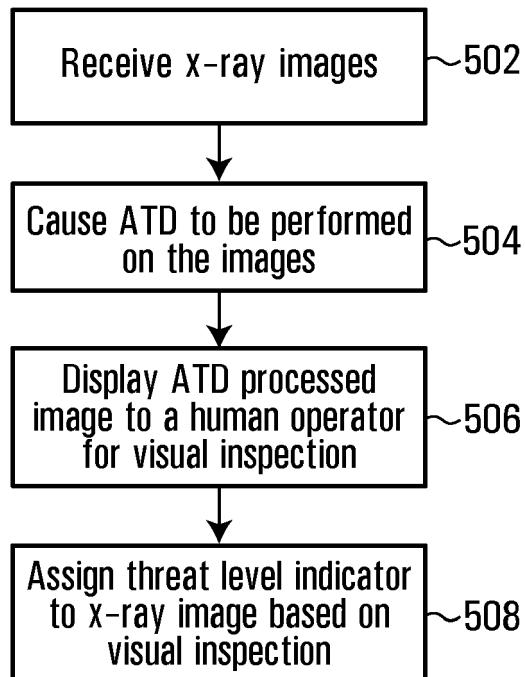 Receive x-ray images
502
Cause ATD to be performed
on the images
504
Display ATD processed
image to a human operator
for visual inspection
506
Assign threat level indicator
to x-ray image based on
visual inspection
508